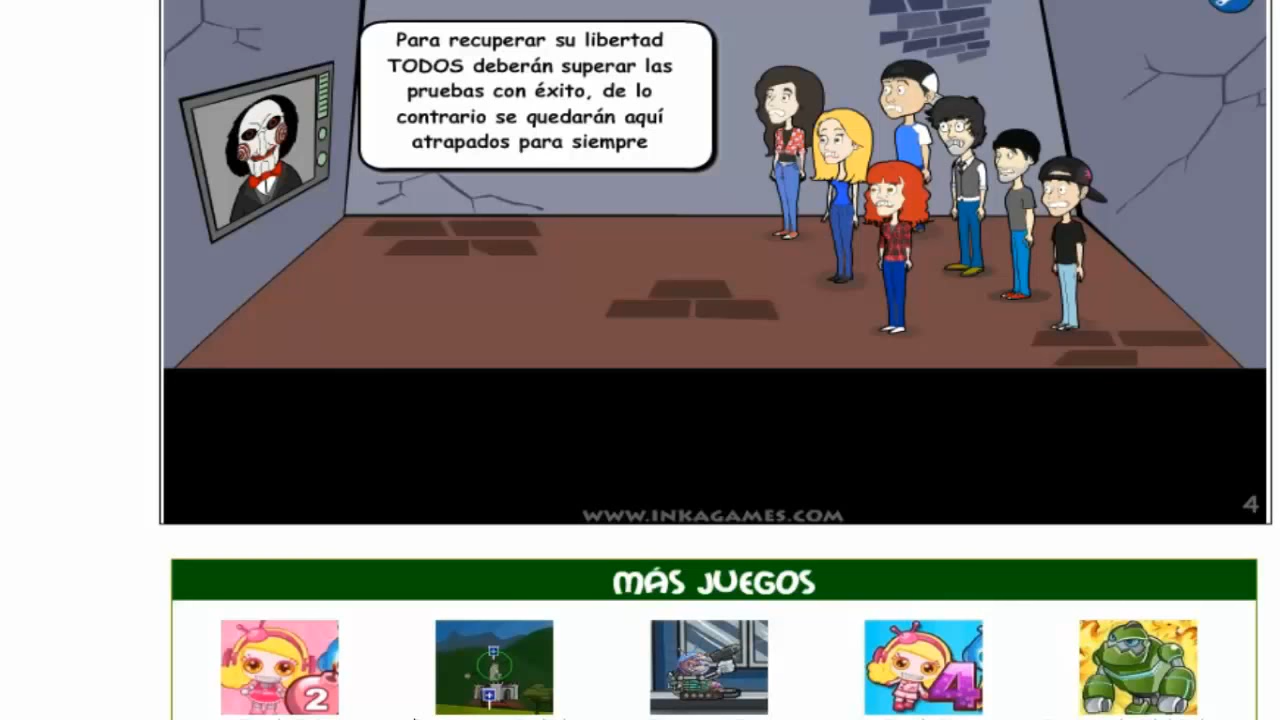 Para recuperar su libertad
TODOS deberán superar las
pruebas con éxito, de lo
contrario se quedarán aquí
atrapados para siempre
WWW.INKAGAMES.COM
4
MÁS JUEGOS
2
4